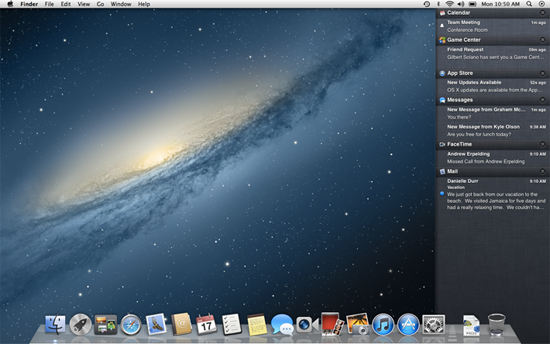 Finder File Edit View Go Window Help Mon 10:50 AM
Calendar
Team Meeting 1m ago
Conference Room
Game Center
Friend Request 59m ago
Gilbert Solano has sent you a Game Cent...
App Store
New Updates Available 52s ago
OS X updates are available from the App...
Messages
New Message from Graham Mc... 1m ago
You there?
New Message from Kyle Olson 9:38 AM
Are you free for lunch today?
FaceTime
Andrew Erpelding 9:10 AM
Missed Call from Andrew Erpelding
Mail
Danielle Durr 9:10 AM
Vacation
We just got back from our vacation to the
beach. We visited Jamaica for five days and
had a really relaxing time. We couldn't ha...
17